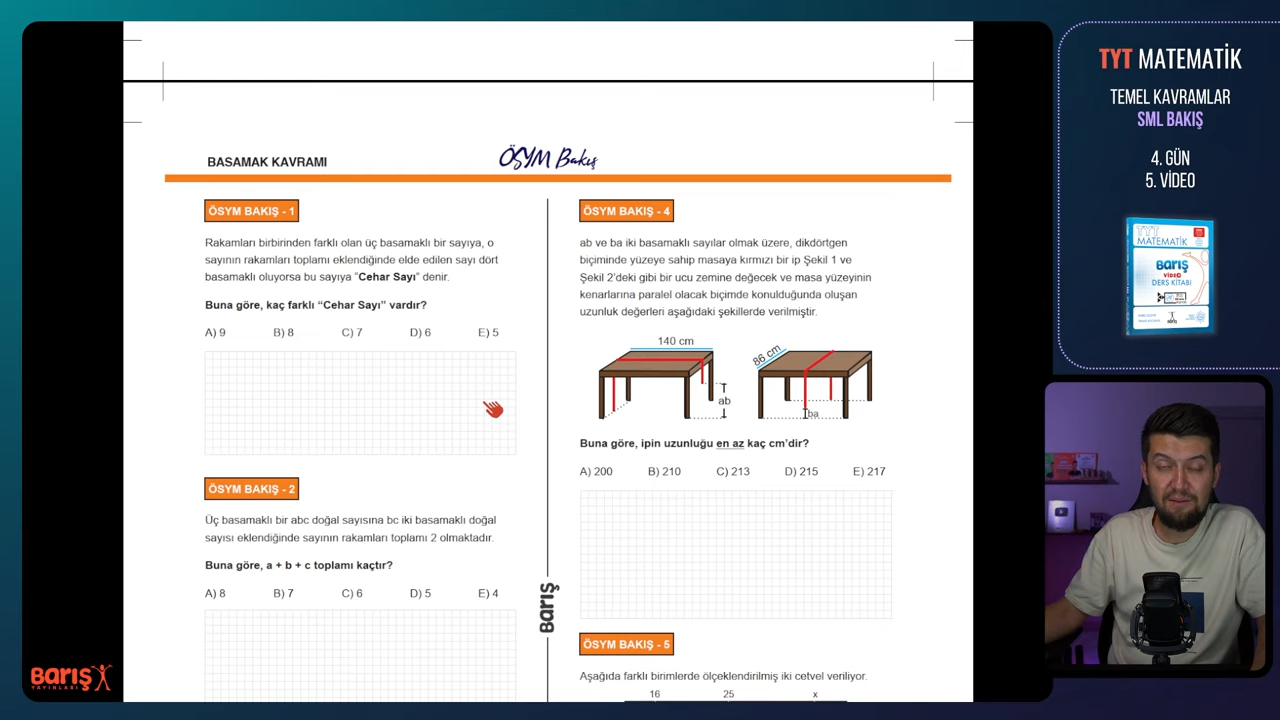 BASAMAK KAVRAMI
ÖSYM Bakış
ÖSYM BAKIŞ - 1
Rakamları birbirinden farklı olan üç basamaklı bir sayıya, o
sayının rakamları toplamı eklendiğinde elde edilen sayı dört
basamaklı oluyorsa bu sayıya "Cehar Sayı" denir.
Buna göre, kaç farklı "Cehar Sayı" vardır?
A) 9 B) 8 C) 7 D) 6 E) 5
ÖSYM BAKIŞ - 2
Üç basamaklı bir abc doğal sayısına bc iki basamaklı doğal
sayısı eklendiğinde sayının rakamları toplamı 2 olmaktadır.
Buna göre, a + b + c toplamı kaçtır?
A) 8 B) 7 C) 6 D) 5 E) 4
BARIŞ
ÖSYM BAKIŞ - 4
ab ve ba iki basamaklı sayılar olmak üzere, dikdörtgen
biçiminde yüzeye sahip masaya kırmızı bir ip Şekil 1 ve
Şekil 2'deki gibi bir ucu zemine değecek ve masa yüzeyinin
kenarlarına paralel olacak biçimde konulduğunda oluşan
uzunluk değerleri aşağıdaki şekillerde verilmiştir.
140 cm
ab
86 cm
ba
Buna göre, ipin uzunluğu en az kaç cm'dir?
A) 200 B) 210 C) 213 D) 215 E) 217
ÖSYM BAKIŞ - 5
Aşağıda farklı birimlerde ölçeklendirilmiş iki cetvel veriliyor.
16 25 x
TYT MATEMATİK
TEMEL KAVRAMLAR
SML BAKIŞ
4. GÜN
5. VİDEO
TYT
MATEMATİK
BARIŞ
VİDEO
DERS KİTABI
BARIŞ
YAYINLARI